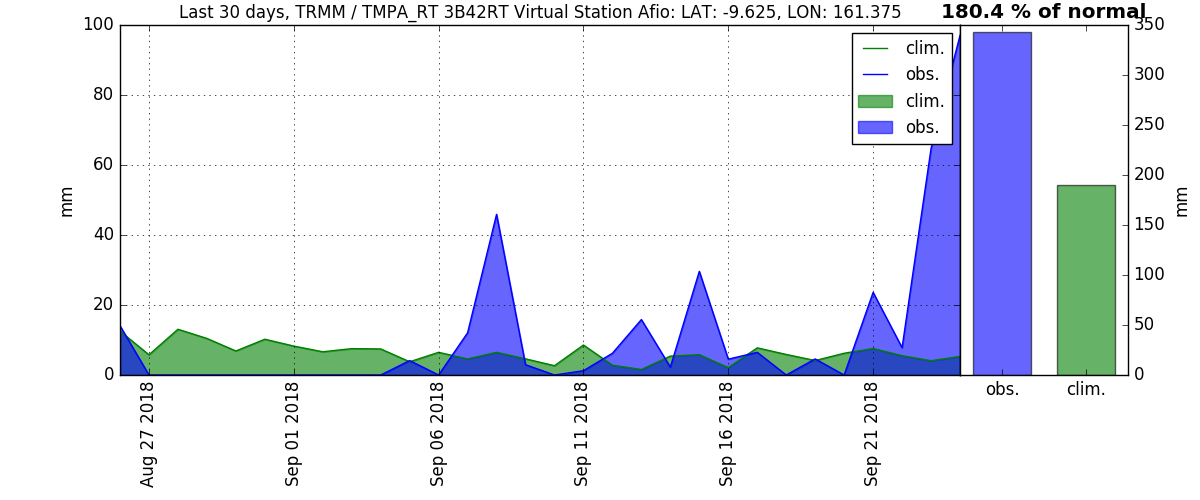 Last 30 days, TRMM / TMPA_RT 3B42RT Virtual Station Afio: LAT: -9.625, LON: 161.375
180.4 % of normal
100
80
60
40
20
0
mm
clim.
obs.
clim.
obs.
350
300
250
200
150
100
50
0
mm
Aug 27 2018
Sep 01 2018
Sep 06 2018
Sep 11 2018
Sep 16 2018
Sep 21 2018
obs.
clim.